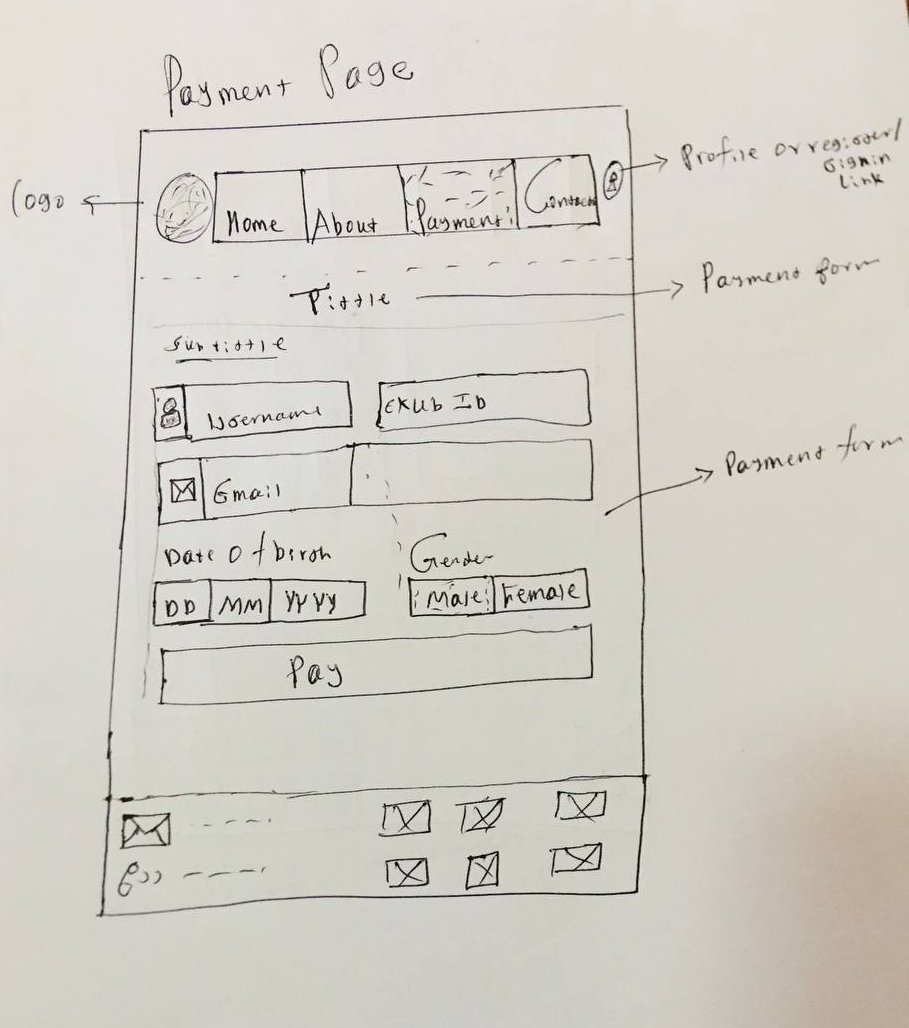 Payment Page
Logo
Home
About
Payment
Contact
Profile or register/
signin
link
Tittle
Payment form
Subtittle
Username
EKUB ID
Gmail
Payment form
Date Of birth
Gender
DD
MM
YYYY
Male
Female
Pay